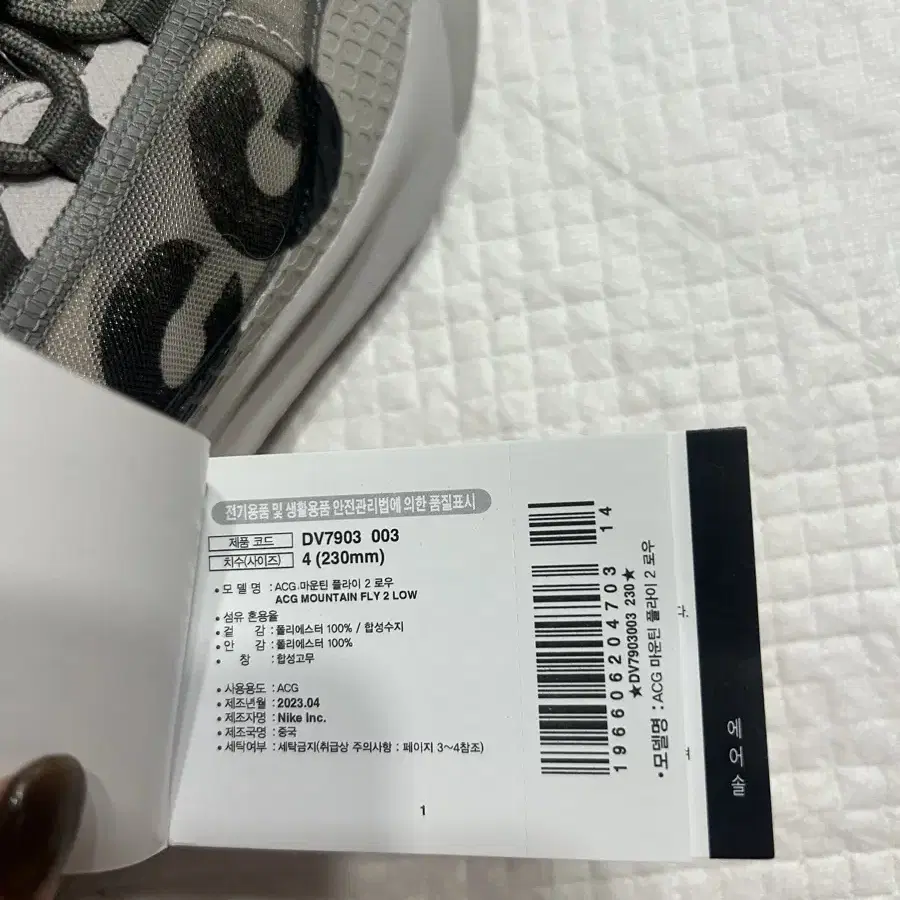 전기용품 및 생활용품 안전관리법에 의한 품질표시
제품 코드 DV7903 003
치수(사이즈) 4 (230mm)
• 모 델 명 : ACG 마운틴 플라이 2 로우
ACG MOUNTAIN FLY 2 LOW
• 섬유 혼용율
• 겉 감 : 폴리에스터 100% / 합성수지
• 안 감 : 폴리에스터 100%
• 창 : 합성고무
• 사용용도 : ACG
• 제조년월 : 2023.04
• 제조자명 : Nike Inc.
• 제조국명 : 중국
• 세탁여부 : 세탁금지(취급상 주의사항 : 페이지 3~4참조)
1
14
196606204703
★DV7903003 230★
• 모델명 : ACG 마운틴 플라이 2 로우
에어솔